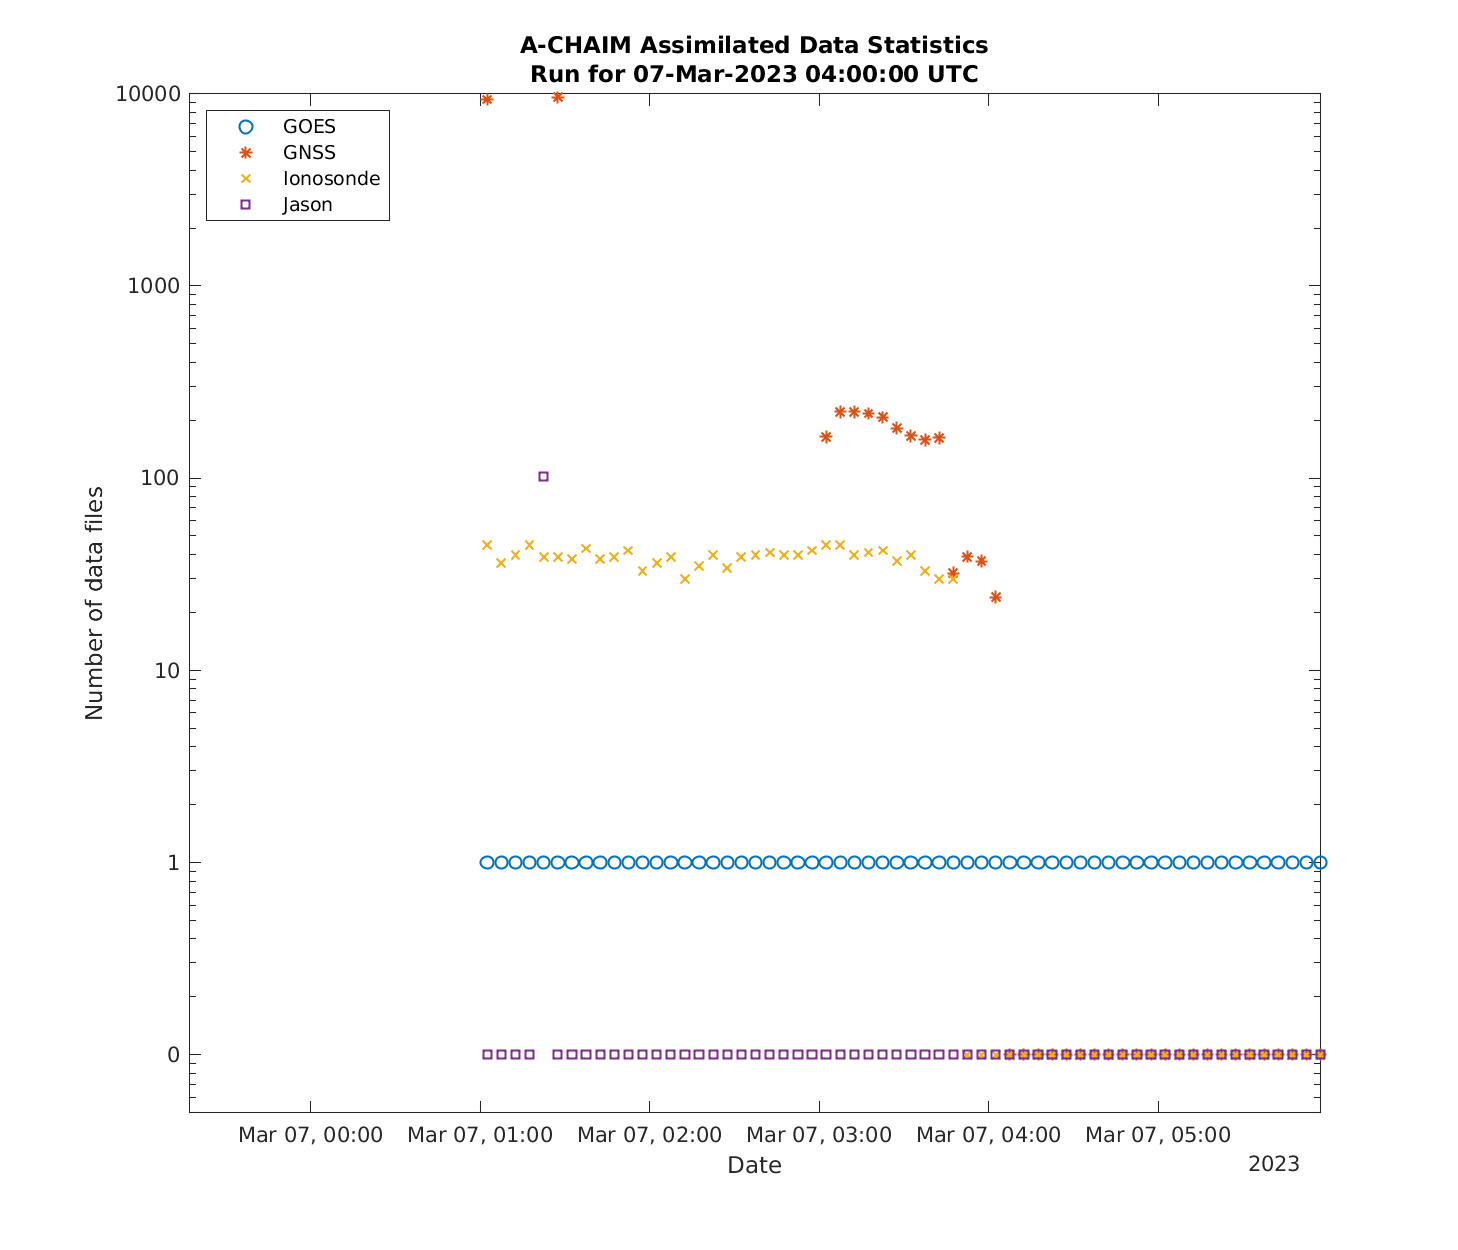 A-CHAIM Assimilated Data Statistics
Run for 07-Mar-2023 04:00:00 UTC
10000
1000
100
10
1
0
GOES
GNSS
Ionosonde
Jason
Number of data files
Mar 07, 00:00
Mar 07, 01:00
Mar 07, 02:00
Mar 07, 03:00
Mar 07, 04:00
Mar 07, 05:00
Date
2023